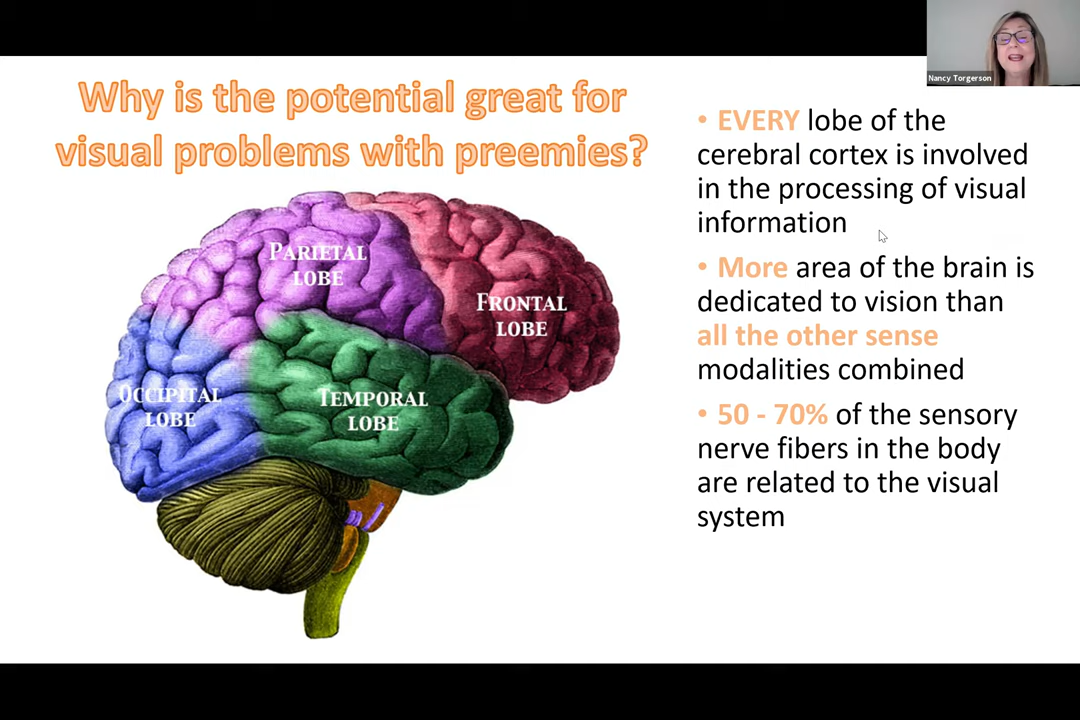 Nancy Torgerson
Why is the potential great for
visual problems with preemies?
• EVERY lobe of the
cerebral cortex is involved
in the processing of visual
information
• More area of the brain is
dedicated to vision than
all the other sense
modalities combined
• 50 - 70% of the sensory
nerve fibers in the body
are related to the visual
system
PARIETAL
LOBE
FRONTAL
LOBE
OCCIPITAL
LOBE
TEMPORAL
LOBE